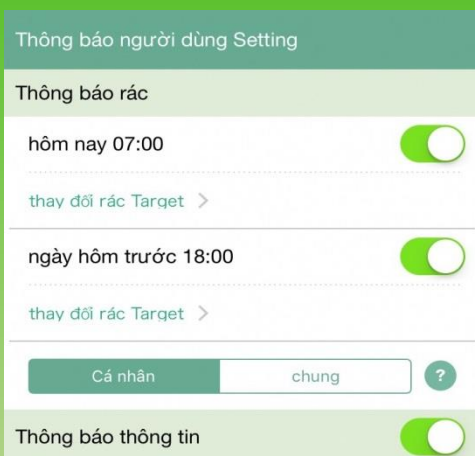 Thông báo người dùng Setting
Thông báo rác
hôm nay 07:00
thay đổi rác Target >
ngày hôm trước 18:00
thay đổi rác Target >
Cá nhân chung ?
Thông báo thông tin